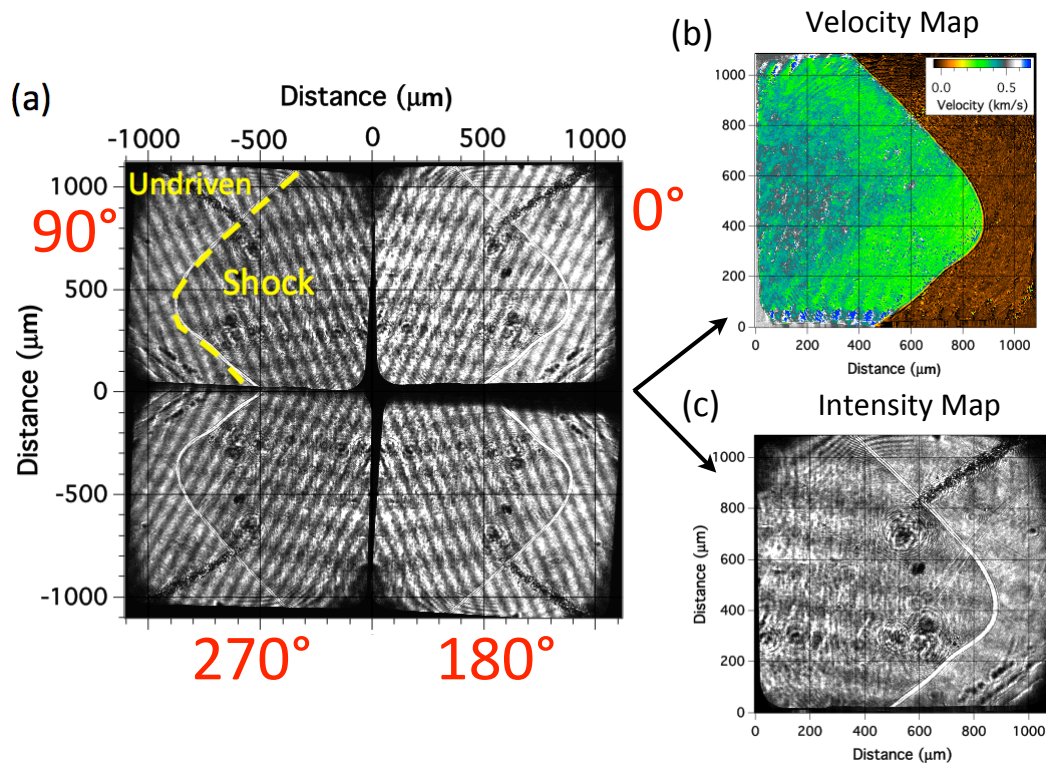 (a)
Distance (μm)
-1000 -500 0 500 1000
Distance (μm)
1000
500
0
-500
-1000
Undriven
90°
Shock
0°
270°
180°
Velocity Map
(b)
1000
800
600
400
200
0
0.0 0.5
Velocity (km/s)
0 200 400 600 800 1000
Distance (μm)
Intensity Map
(c)
Distance (μm)
1000
800
600
400
200
0
0 200 400 600 800 1000
Distance (μm)